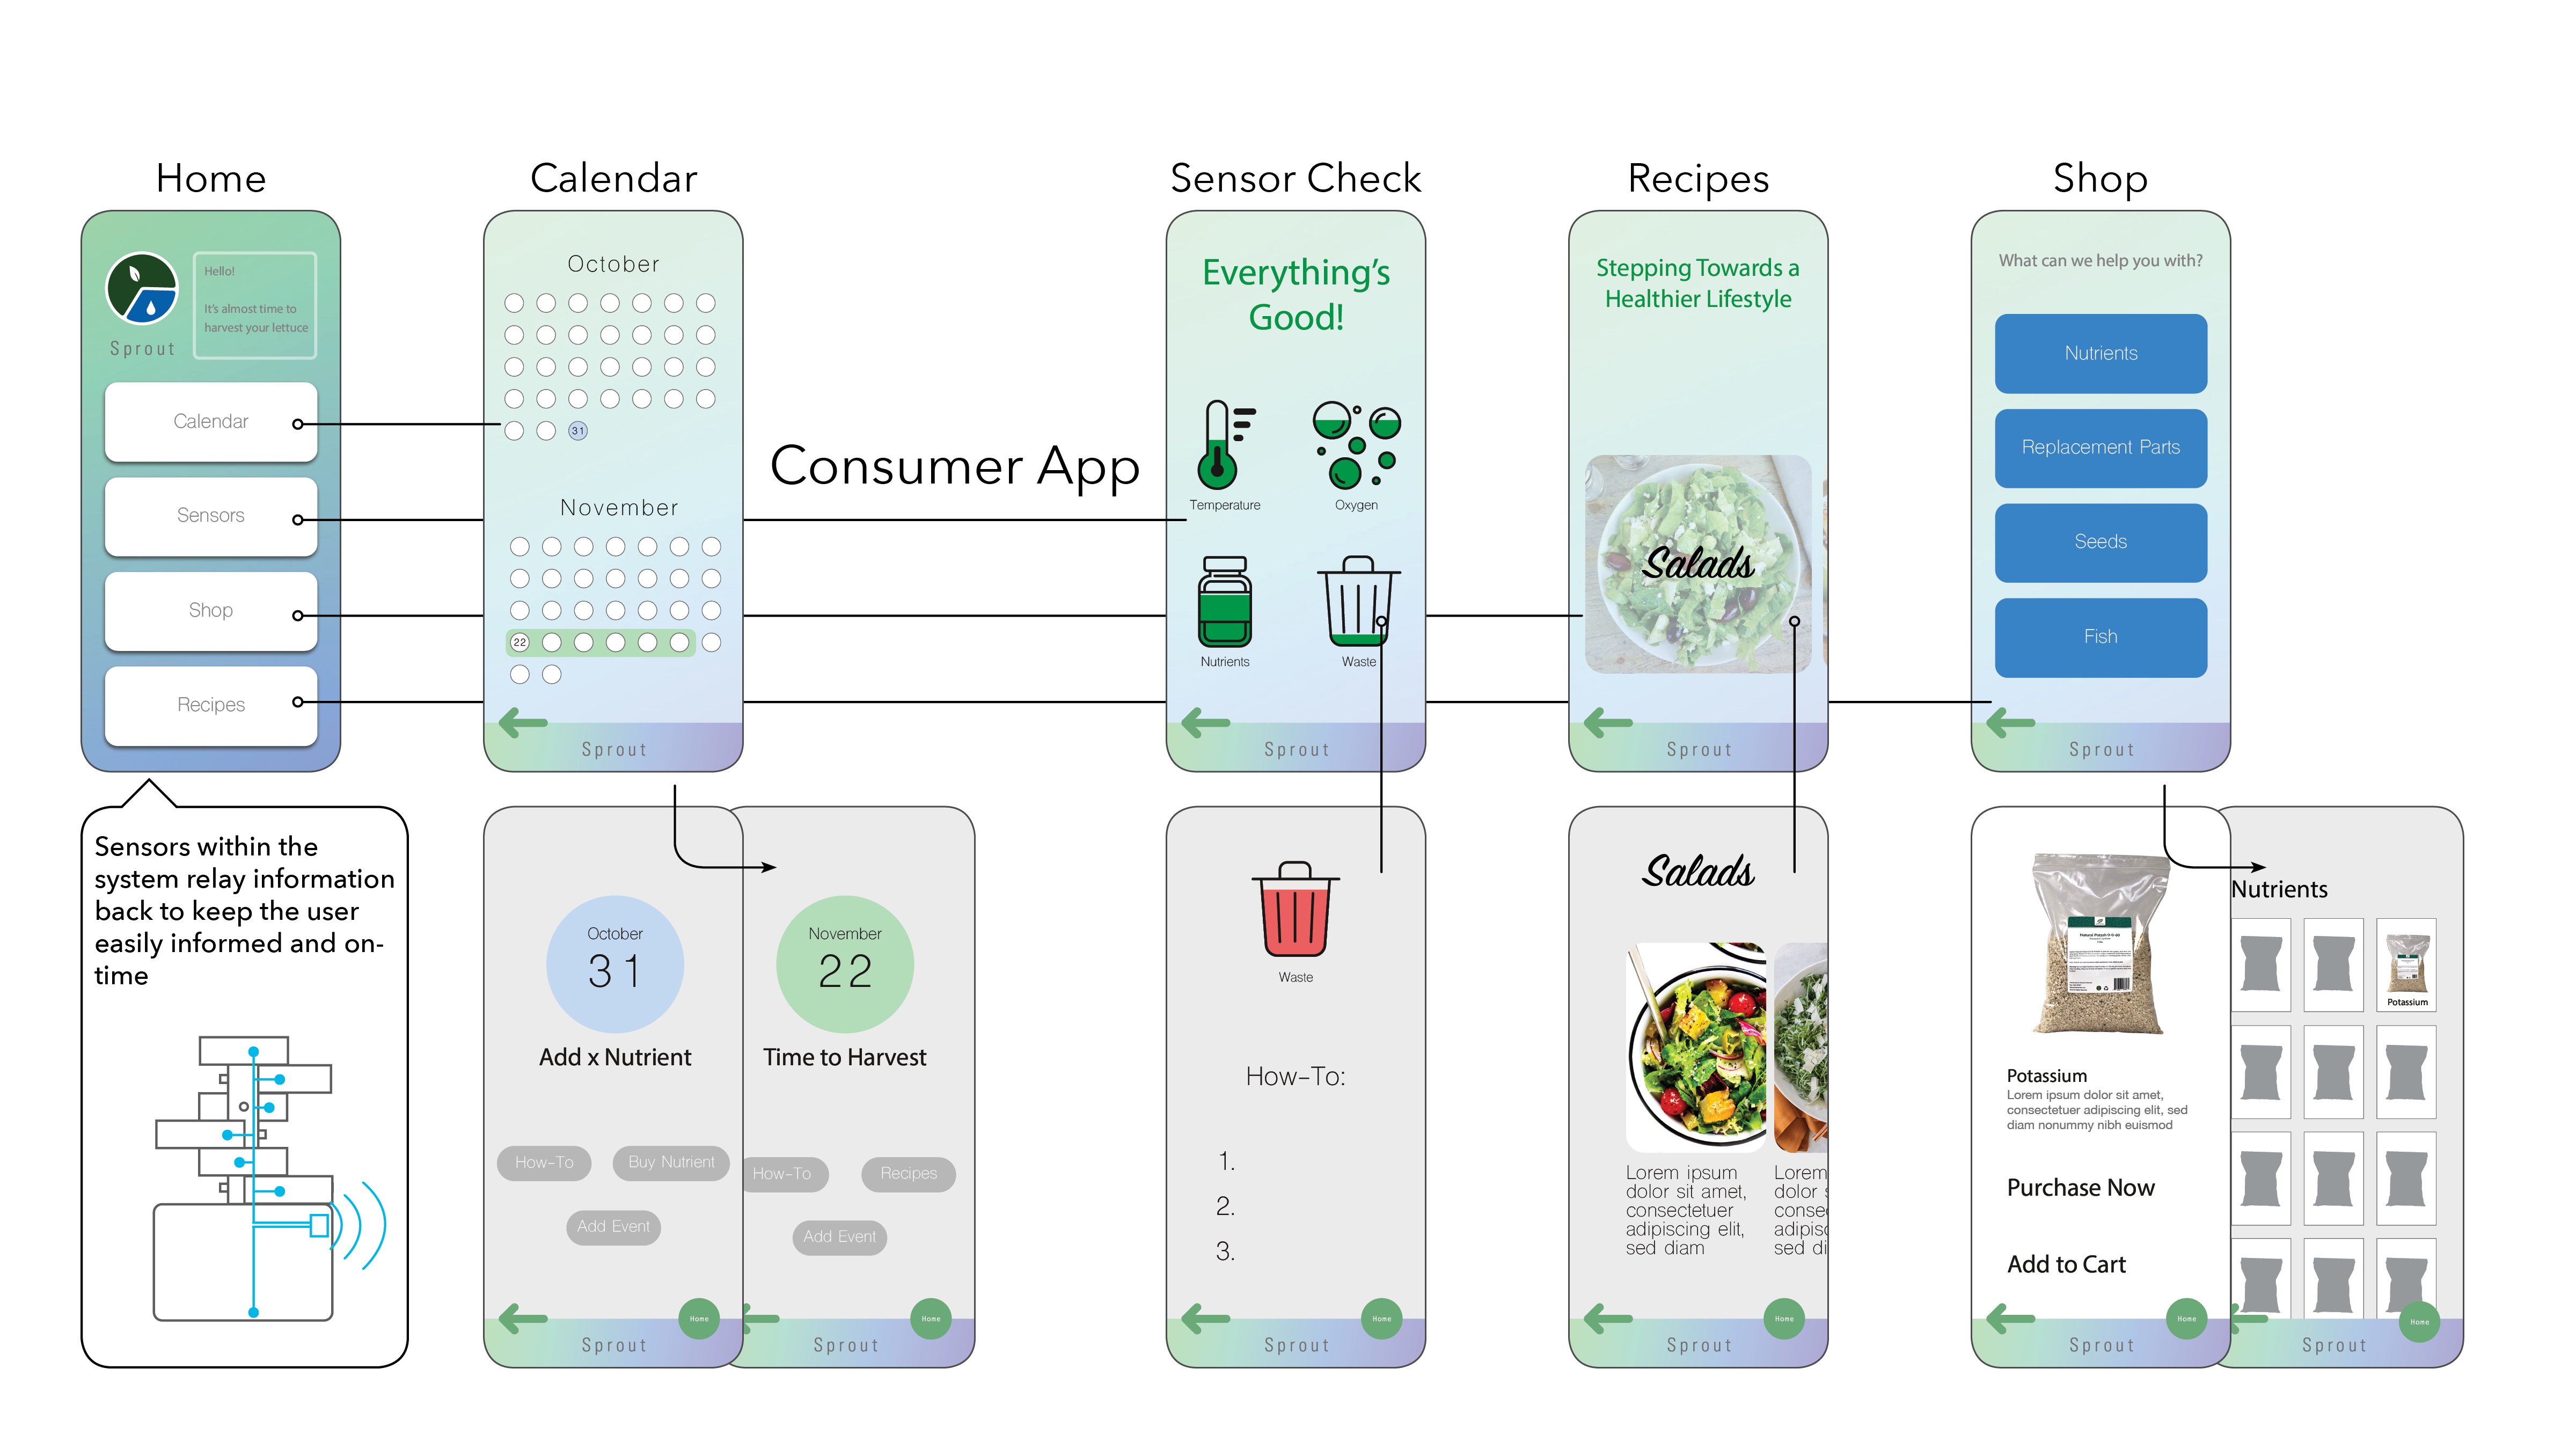 Home
Calendar
Sensor Check
Recipes
Shop
Consumer App
Hello!
It's almost time to
harvest your lettuce
Sprout
Calendar
Sensors
Shop
Recipes
October
31
November
22
Sprout
Everything's
Good!
Temperature
Oxygen
Nutrients
Waste
Sprout
Stepping Towards a
Healthier Lifestyle
Salads
Sprout
What can we help you with?
Nutrients
Replacement Parts
Seeds
Fish
Sprout
Sensors within the
system relay information
back to keep the user
easily informed and on-
time
October
31
Add x Nutrient
How-To
Buy Nutrient
Add Event
Home
Sprout
November
22
Time to Harvest
How-To
Recipes
Add Event
Home
Sprout
Waste
How-To:
1.
2.
3.
Home
Sprout
Salads
Lorem ipsum
dolor sit amet,
consectetuer
adipiscing elit,
sed diam
Lorem
dolor s
consec
adipisc
sed di
Home
Sprout
Potassium
Lorem ipsum dolor sit amet,
consectetuer adipiscing elit, sed
diam nonummy nibh euismod
Purchase Now
Add to Cart
Home
Sprout
Nutrients
Potassium
Home
Sprout